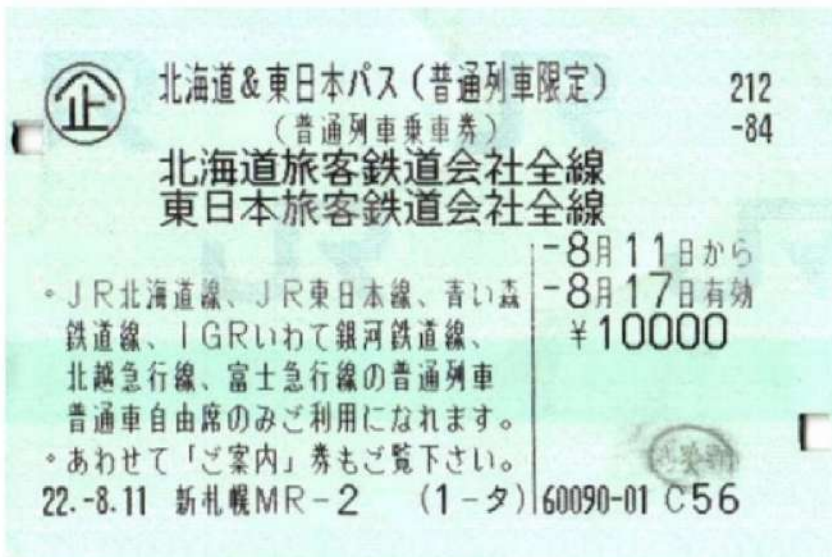 企 北海道&東日本パス(普通列車限定) 212
(普通列車乗車券) -84
北海道旅客鉄道会社全線
東日本旅客鉄道会社全線
-8月11日から
-8月17日有効
¥10000
。JR北海道線、JR東日本線、青い森
鉄道線、IGRいわて銀河鉄道線、
北越急行線、富士急行線の普通列車
普通車自由席のみご利用になれます。
。あわせて「ご案内」券もご覧下さい。
22.-8.11 新札幌MR-2 (1-タ) 60090-01 C56